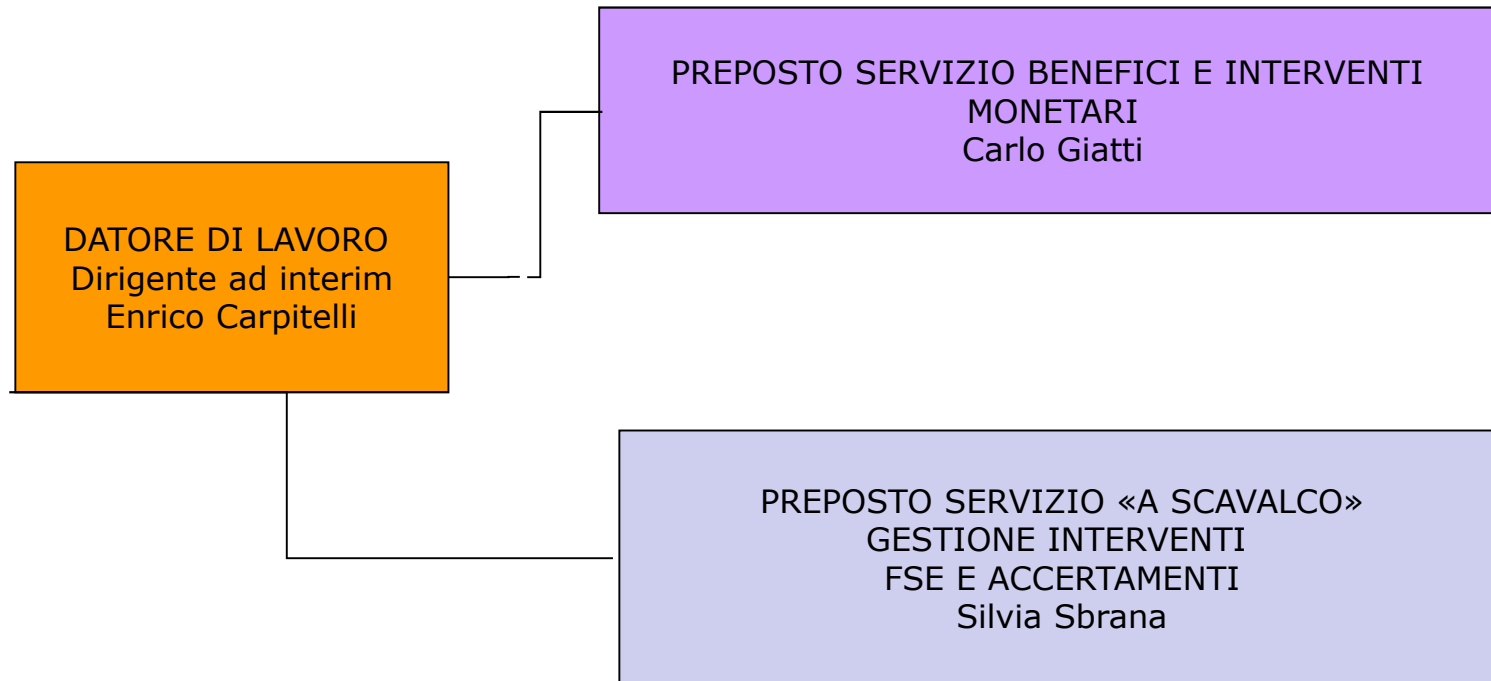 PREPOSTO SERVIZIO BENEFICI E INTERVENTI
MONETARI
Carlo Giatti
DATORE DI LAVORO
Dirigente ad interim
Enrico Carpitelli
PREPOSTO SERVIZIO «A SCAVALCO»
GESTIONE INTERVENTI
FSE E ACCERTAMENTI
Silvia Sbrana